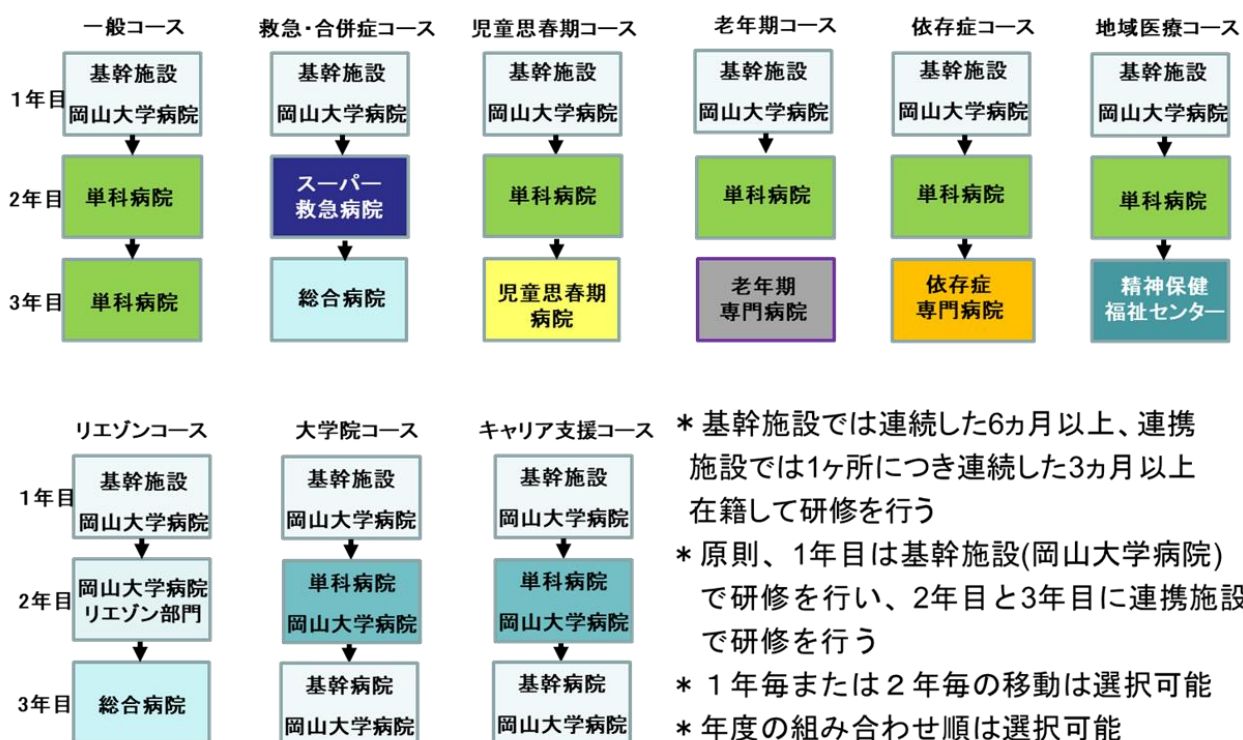 一般コース 救急・合併症コース 児童思春期コース 老年期コース 依存症コース 地域医療コース
1年目
基幹施設 基幹施設 基幹施設 基幹施設 基幹施設 基幹施設
岡山大学病院 岡山大学病院 岡山大学病院 岡山大学病院 岡山大学病院 岡山大学病院
2年目
単科病院
スーパー
救急病院
単科病院
単科病院
単科病院
単科病院
3年目
単科病院
総合病院
児童思春期
病院
老年期
専門病院
依存症
専門病院
精神保健
福祉センター
リエゾンコース 大学院コース キャリア支援コース
1年目
基幹施設 基幹施設 基幹施設
岡山大学病院 岡山大学病院 岡山大学病院
2年目
岡山大学病院
リエゾン部門
単科病院
岡山大学病院
単科病院
岡山大学病院
3年目
総合病院
基幹病院
岡山大学病院
基幹病院
岡山大学病院
＊基幹施設では連続した6ヵ月以上、連携
施設では1ヶ所につき連続した3ヵ月以上
在籍して研修を行う
＊原則、1年目は基幹施設(岡山大学病院)
で研修を行い、2年目と3年目に連携施設
で研修を行う
＊１年毎または２年毎の移動は選択可能
＊年度の組み合わせ順は選択可能